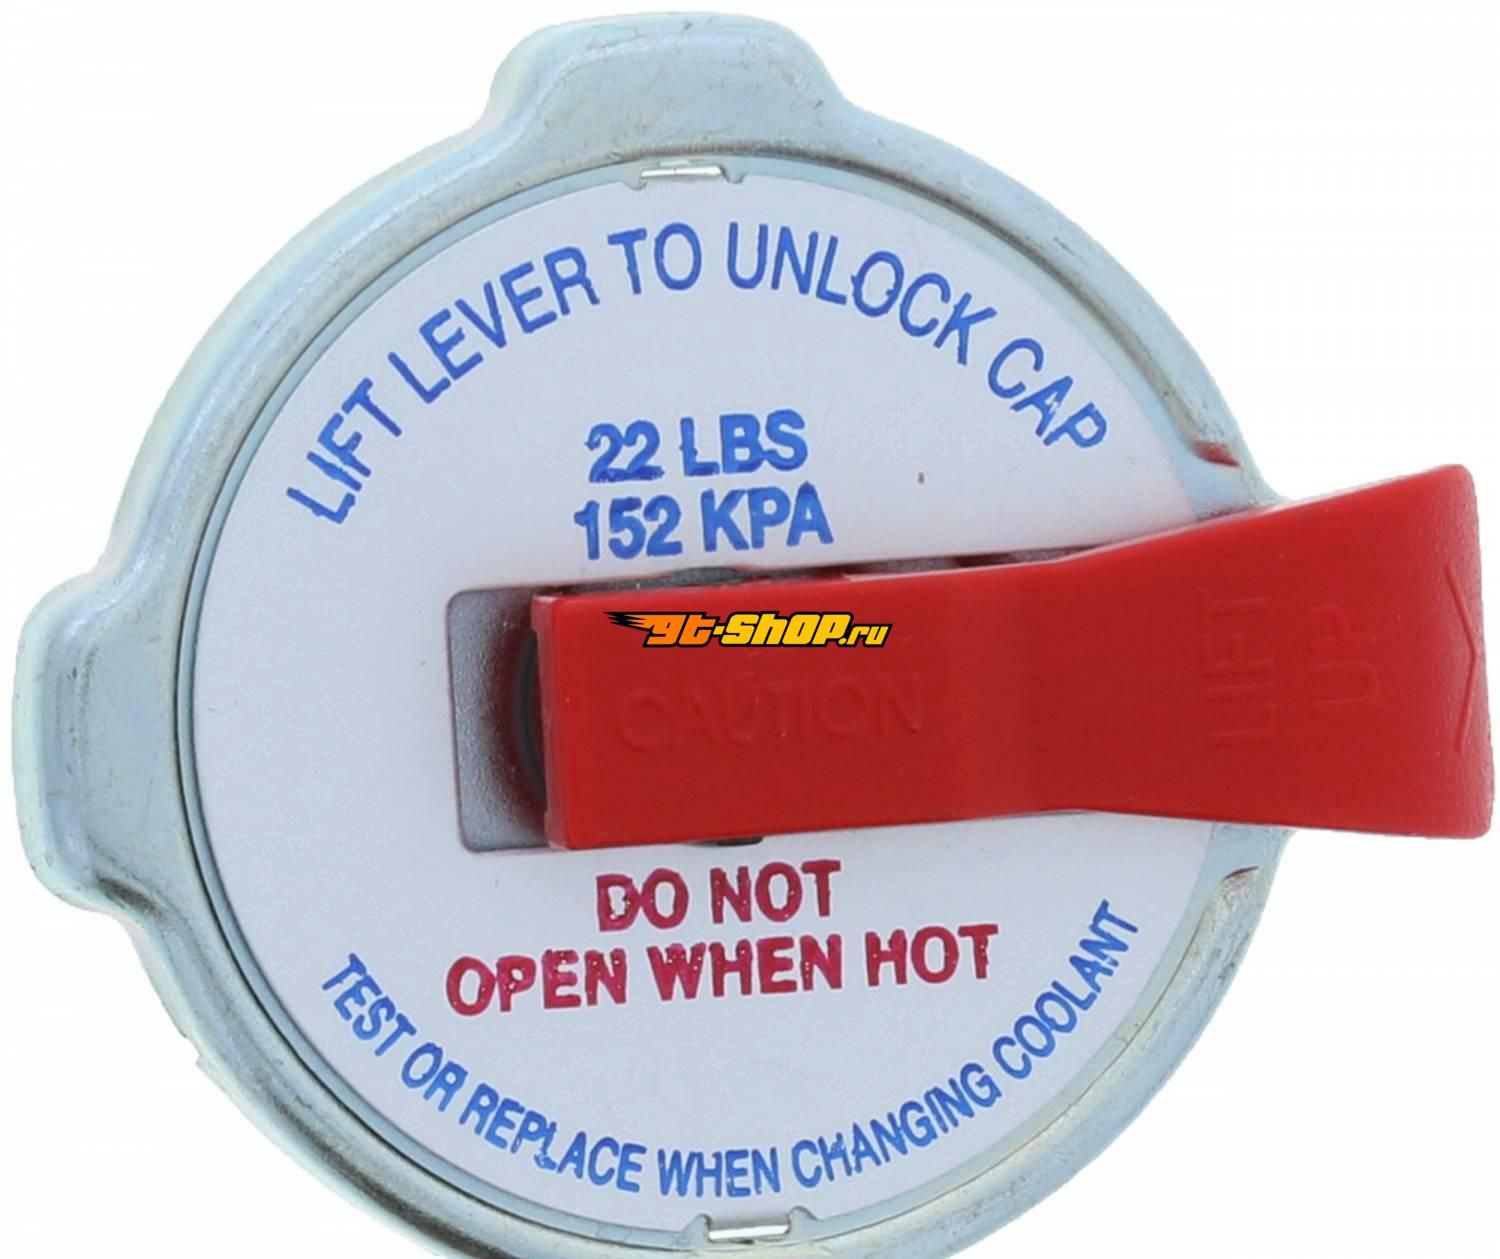 LIFT LEVER TO UNLOCK CAP
22 LBS
152 KPA
gt-shop.ru
CAUTION
LIFT
UP
DO NOT
OPEN WHEN HOT
TEST OR REPLACE WHEN CHANGING COOLANT